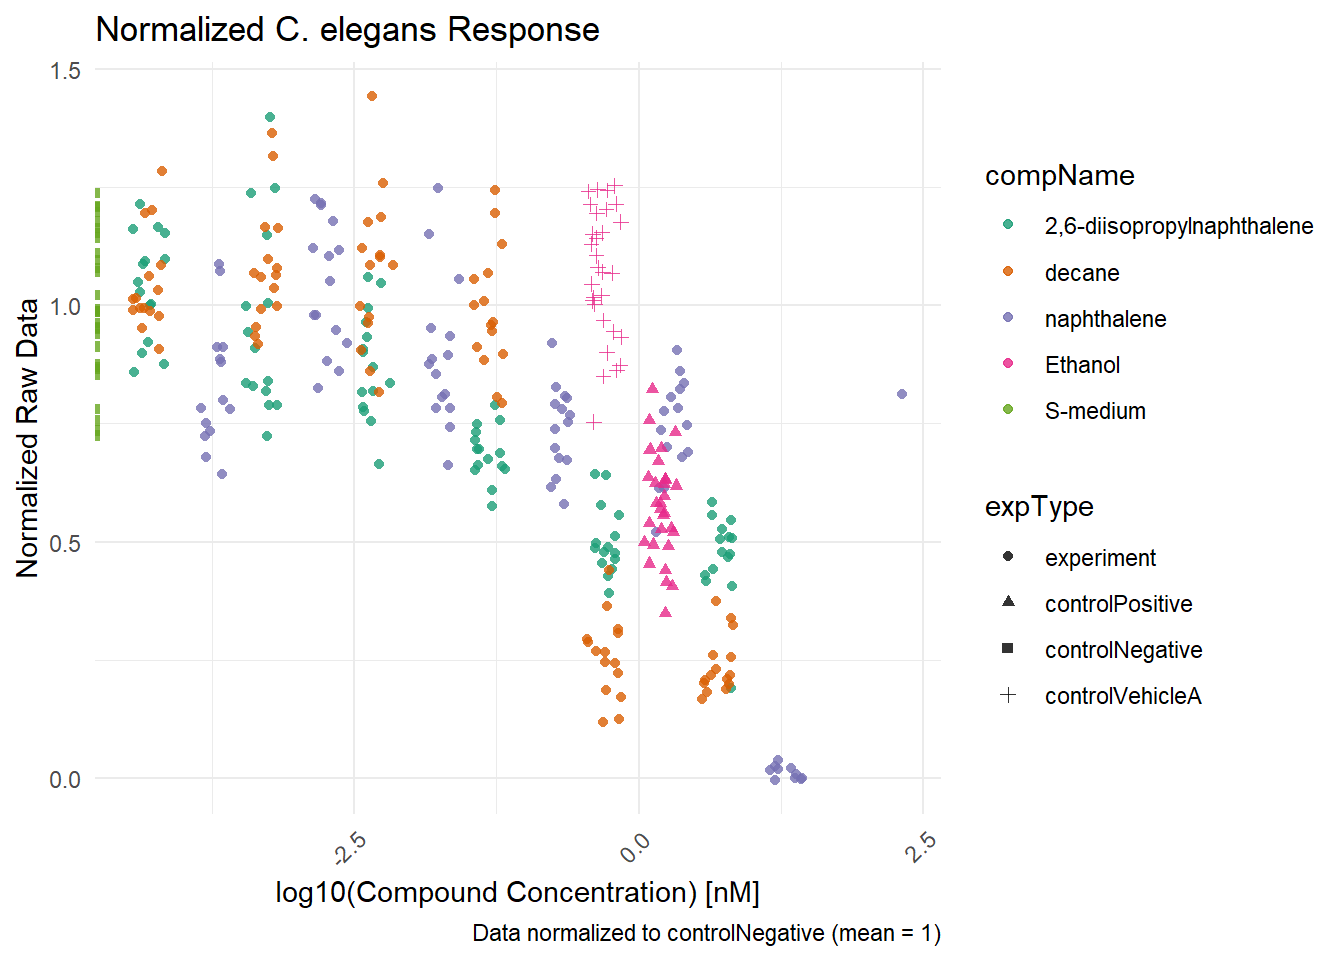 Normalized C. elegans Response
1.5
1.0
0.5
0.0
Normalized Raw Data
-2.5
0.0
2.5
log10(Compound Concentration) [nM]
Data normalized to controlNegative (mean = 1)
compName
2,6-diisopropylnaphthalene
decane
naphthalene
Ethanol
S-medium
expType
experiment
controlPositive
controlNegative
controlVehicleA